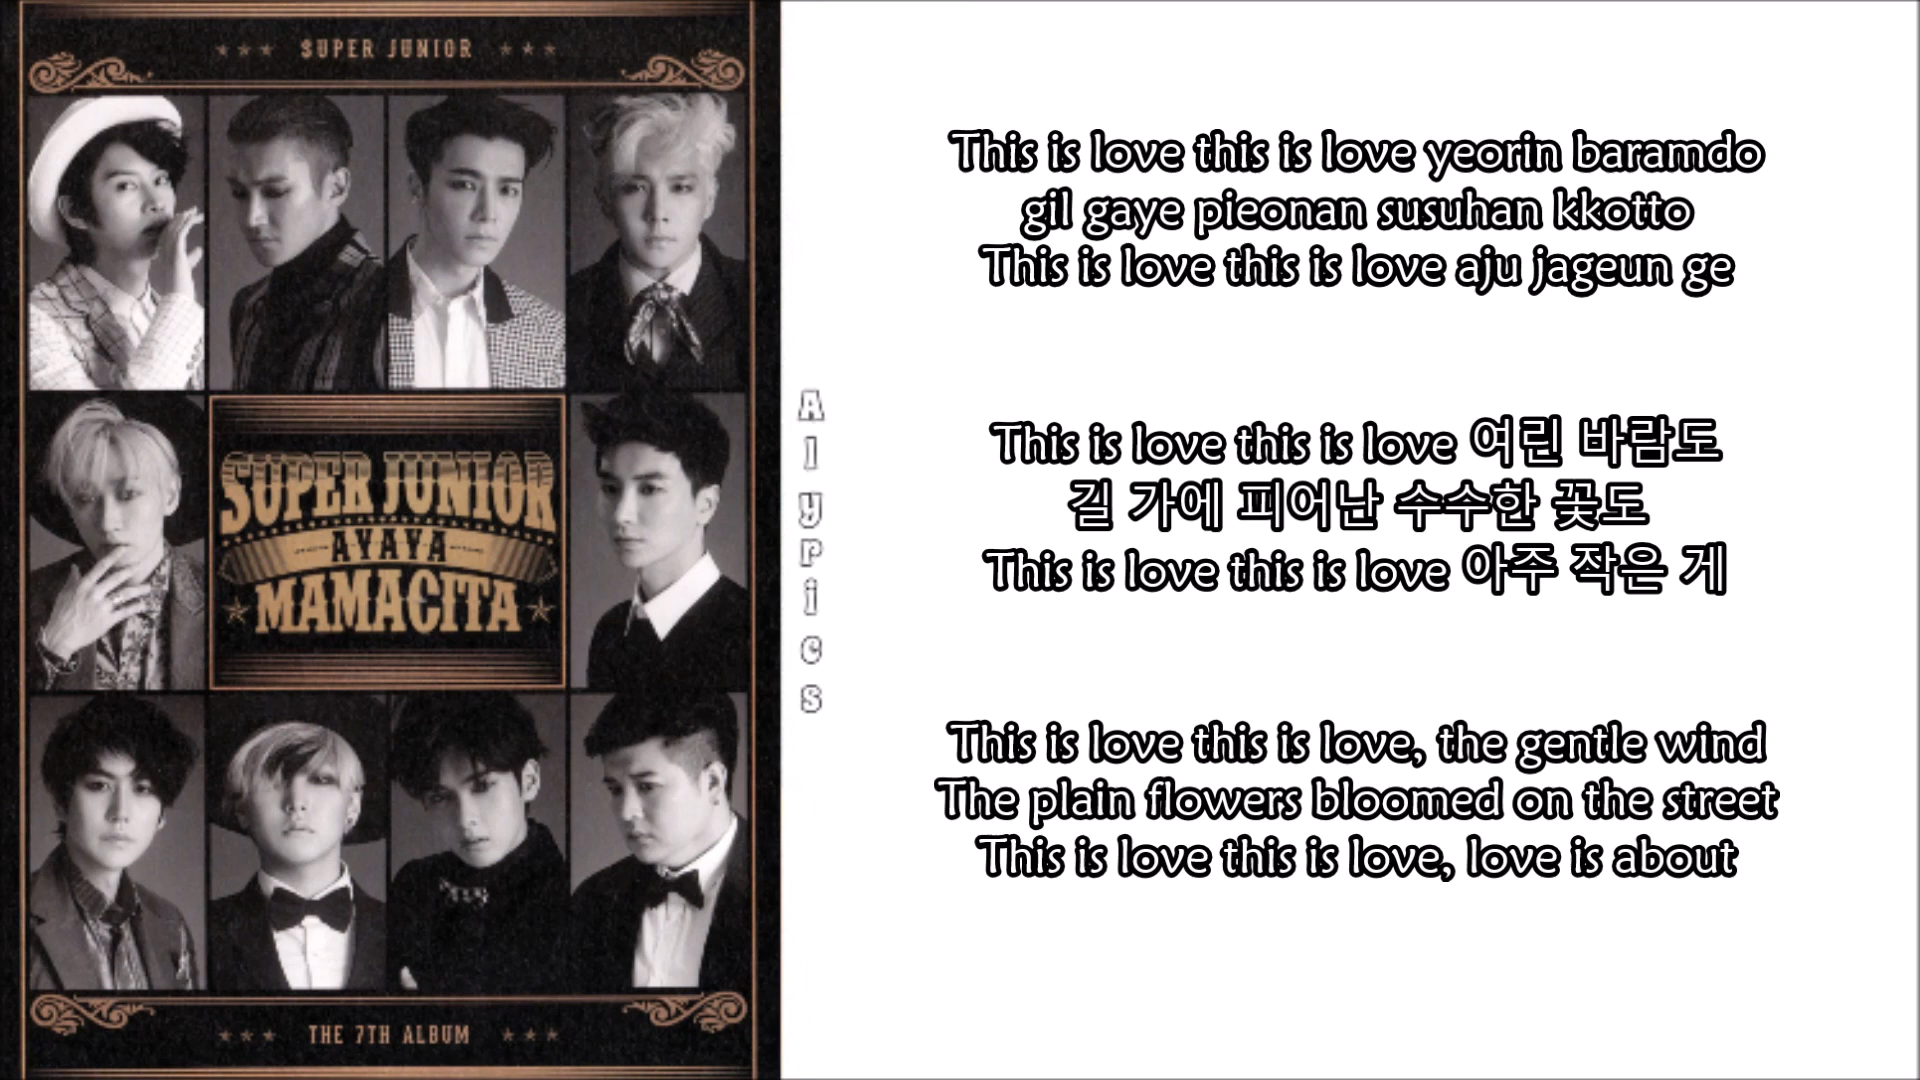 SUPER JUNIOR
SUPER JUNIOR
AYAYA
MAMACITA
THE 7TH ALBUM
Alypics
This is love this is love yeorin baramdo
gil gaye pieonan susuhan kkotto
This is love this is love aju jageun ge
This is love this is love 여린 바람도
길 가에 피어난 수수한 꽃도
This is love this is love 아주 작은 게
This is love this is love, the gentle wind
The plain flowers bloomed on the street
This is love this is love, love is about